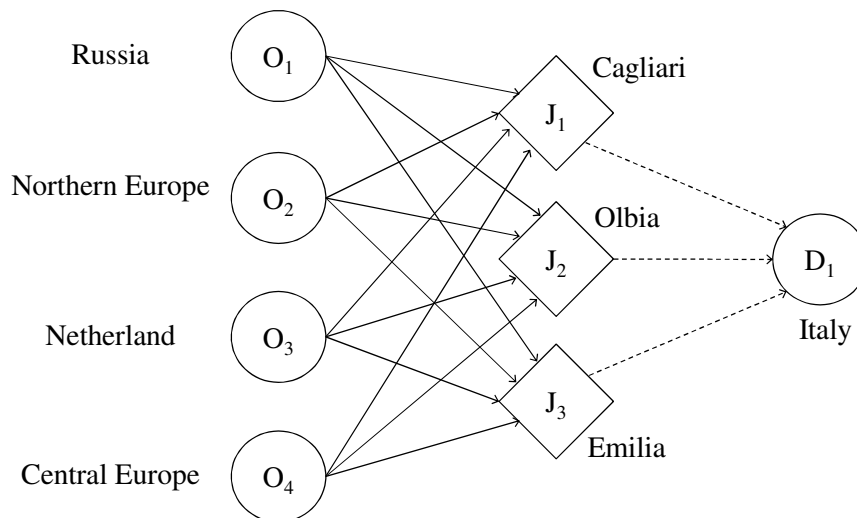 Russia
O1
Cagliari
J1
Northern Europe
O2
Olbia
J2
D1
Italy
Netherland
O3
J3
Emilia
Central Europe
O4